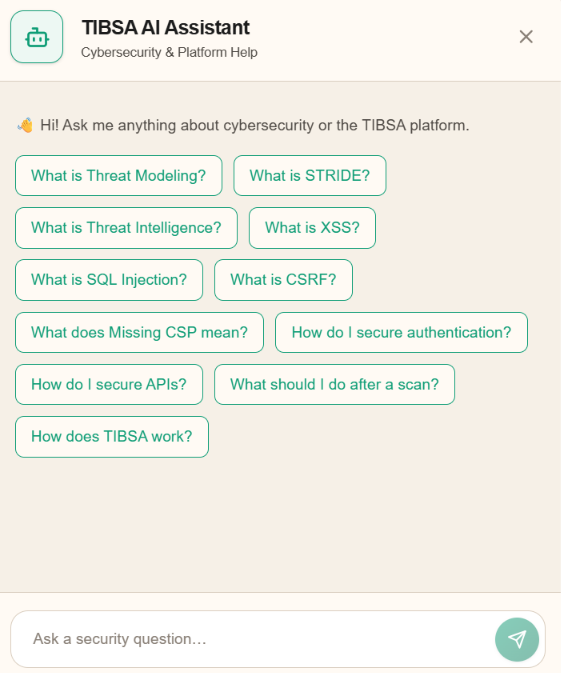 TIBSA AI Assistant
Cybersecurity & Platform Help
👋 Hi! Ask me anything about cybersecurity or the TIBSA platform.
What is Threat Modeling? What is STRIDE?
What is Threat Intelligence? What is XSS?
What is SQL Injection? What is CSRF?
What does Missing CSP mean? How do I secure authentication?
How do I secure APIs? What should I do after a scan?
How does TIBSA work?
Ask a security question…